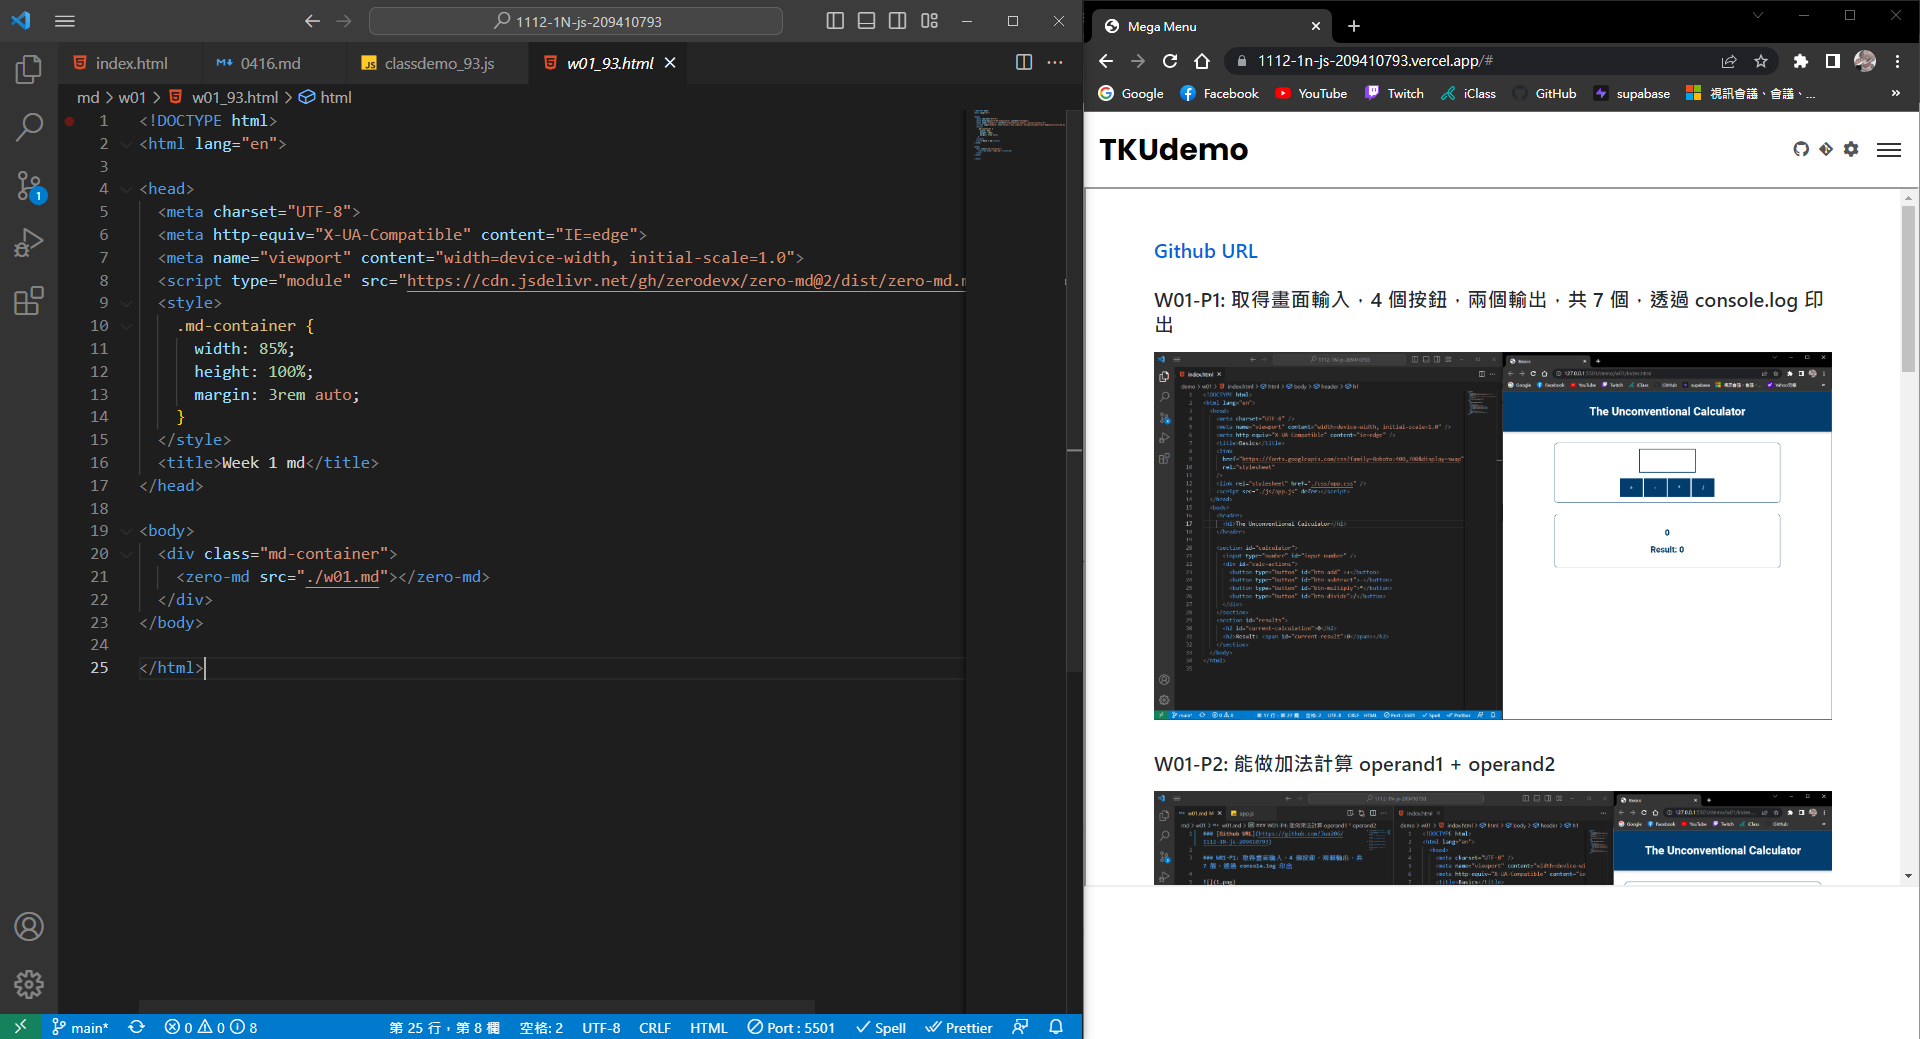 1112-1N-js-209410793
index.html
0416.md
classdemo_93.js
w01_93.html
md > w01 > w01_93.html > html
1 <!DOCTYPE html>
2 <html lang="en">
3
4 <head>
5 <meta charset="UTF-8">
6 <meta http-equiv="X-UA-Compatible" content="IE=edge">
7 <meta name="viewport" content="width=device-width, initial-scale=1.0">
8 <script type="module" src="https://cdn.jsdelivr.net/gh/zerodevx/zero-md@2/dist/zero-md.m
9 <style>
10 .md-container {
11 width: 85%;
12 height: 100%;
13 margin: 3rem auto;
14 }
15 </style>
16 <title>Week 1 md</title>
17 </head>
18
19 <body>
20 <div class="md-container">
21 <zero-md src="./w01.md"></zero-md>
22 </div>
23 </body>
24
25 </html>
1
main*
0 0 8
第 25 行，第 8 欄
空格: 2
UTF-8
CRLF
HTML
Port : 5501
Spell
Prettier
Mega Menu
1112-1n-js-209410793.vercel.app/#
Google
Facebook
YouTube
Twitch
iClass
GitHub
supabase
視訊會議、會議、...
TKUdemo
Github URL
W01-P1: 取得畫面輸入，4 個按鈕，兩個輸出，共 7 個，透過 console.log 印
出
The Unconventional Calculator
0
Result: 0
W01-P2: 能做加法計算 operand1 + operand2
The Unconventional Calculator